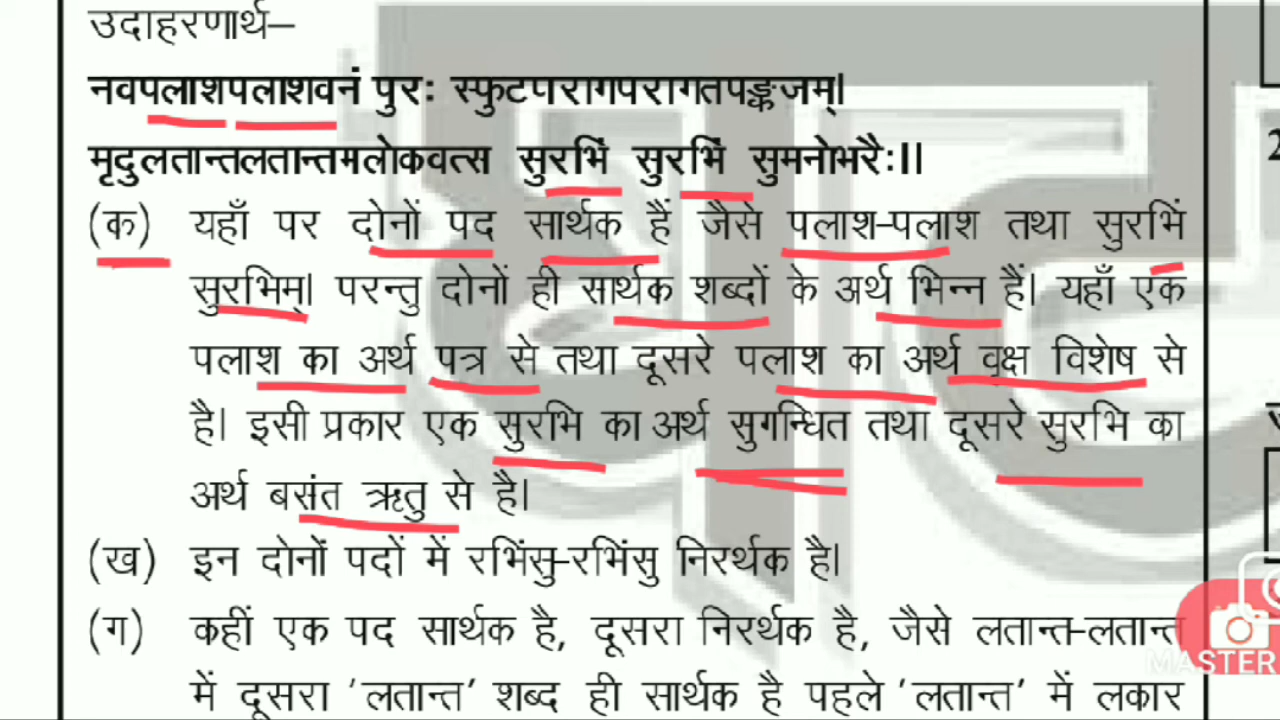 उदाहरणार्थ–
नवपलाशपलाशवनं पुरः स्फुटपरागपरागतपङ्कजम्।
मृदुलतान्तलतान्तमलोकवत्स सुरभिं सुरभिं सुमनोभरैः।।
(क) यहाँ पर दोनों पद सार्थक हैं जैसे पलाश-पलाश तथा सुरभिं
सुरभिम्। परन्तु दोनों ही सार्थक शब्दों के अर्थ भिन्न हैं। यहाँ एक
पलाश का अर्थ पत्र से तथा दूसरे पलाश का अर्थ वृक्ष विशेष से
है। इसी प्रकार एक सुरभि का अर्थ सुगन्धित तथा दूसरे सुरभि का
अर्थ बसंत ऋतु से है।
(ख) इन दोनों पदों में रभिंसु-रभिंसु निरर्थक है।
(ग) कहीं एक पद सार्थक है, दूसरा निरर्थक है, जैसे लतान्त-लतान्त
में दूसरा 'लतान्त' शब्द ही सार्थक है पहले 'लतान्त' में लकार
MASTER